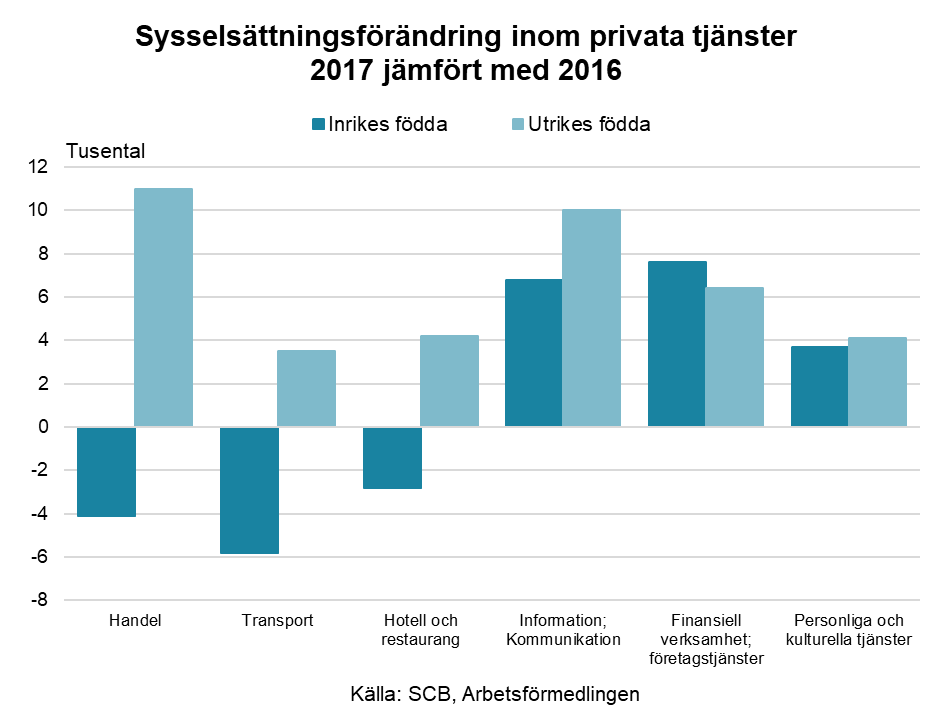 Sysselsättningsförändring inom privata tjänster
2017 jämfört med 2016
Inrikes födda
Utrikes födda
Tusental
12
10
8
6
4
2
0
-2
-4
-6
-8
Handel
Transport
Hotell och
restaurang
Information;
Kommunikation
Finansiell
verksamhet;
företagstjänster
Personliga och
kulturella tjänster
Källa: SCB, Arbetsförmedlingen